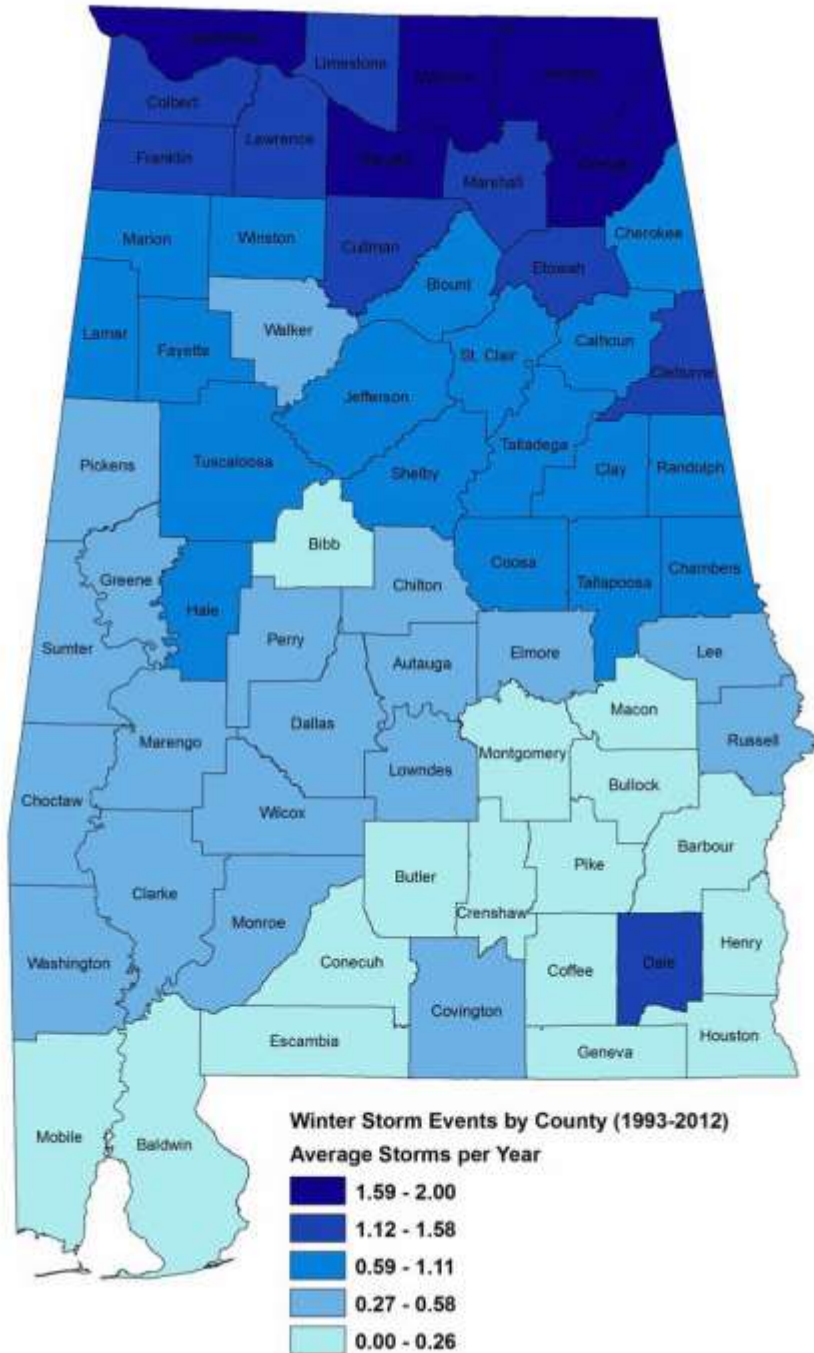 Limestone
Colbert
Lawrence
Franklin
Marshall
Marion
Winston
Cullman
Cherokee
Etowah
Blount
Walker
Lamar
Fayette
St. Clair
Calhoun
Cleburne
Jefferson
Talladega
Pickens
Tuscaloosa
Shelby
Clay
Randolph
Bibb
Greene
Chilton
Coosa
Tallapoosa
Chambers
Hale
Perry
Sumter
Autauga
Elmore
Lee
Macon
Dallas
Marengo
Montgomery
Russell
Lowndes
Bullock
Choctaw
Wilcox
Barbour
Butler
Pike
Clarke
Crenshaw
Monroe
Henry
Washington
Conecuh
Coffee
Dale
Covington
Escambia
Geneva
Houston
Mobile
Baldwin
Winter Storm Events by County (1993-2012)
Average Storms per Year
1.59 - 2.00
1.12 - 1.58
0.59 - 1.11
0.27 - 0.58
0.00 - 0.26